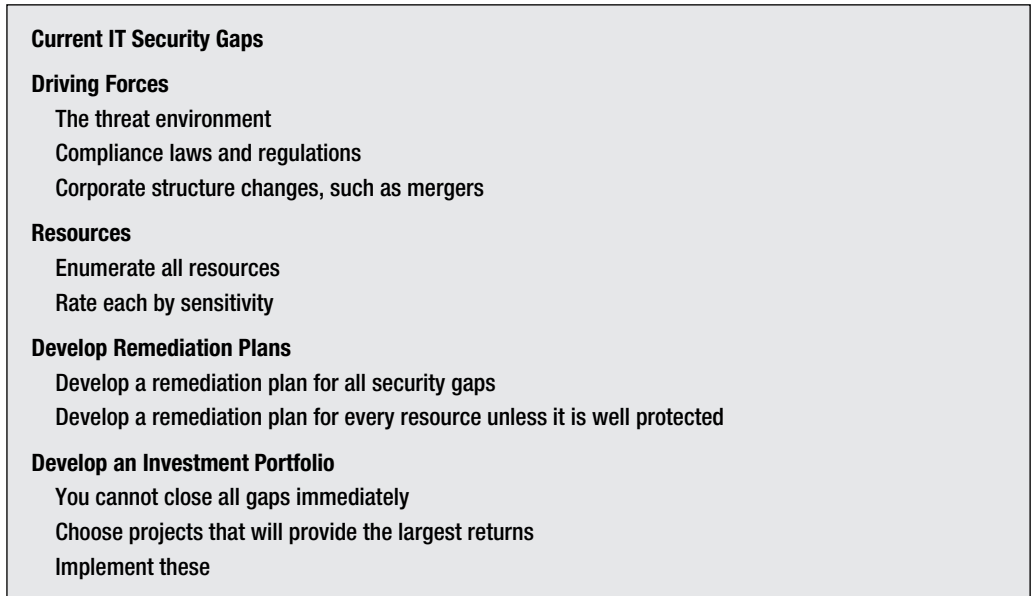 Current IT Security Gaps
Driving Forces
The threat environment
Compliance laws and regulations
Corporate structure changes, such as mergers
Resources
Enumerate all resources
Rate each by sensitivity
Develop Remediation Plans
Develop a remediation plan for all security gaps
Develop a remediation plan for every resource unless it is well protected
Develop an Investment Portfolio
You cannot close all gaps immediately
Choose projects that will provide the largest returns
Implement these